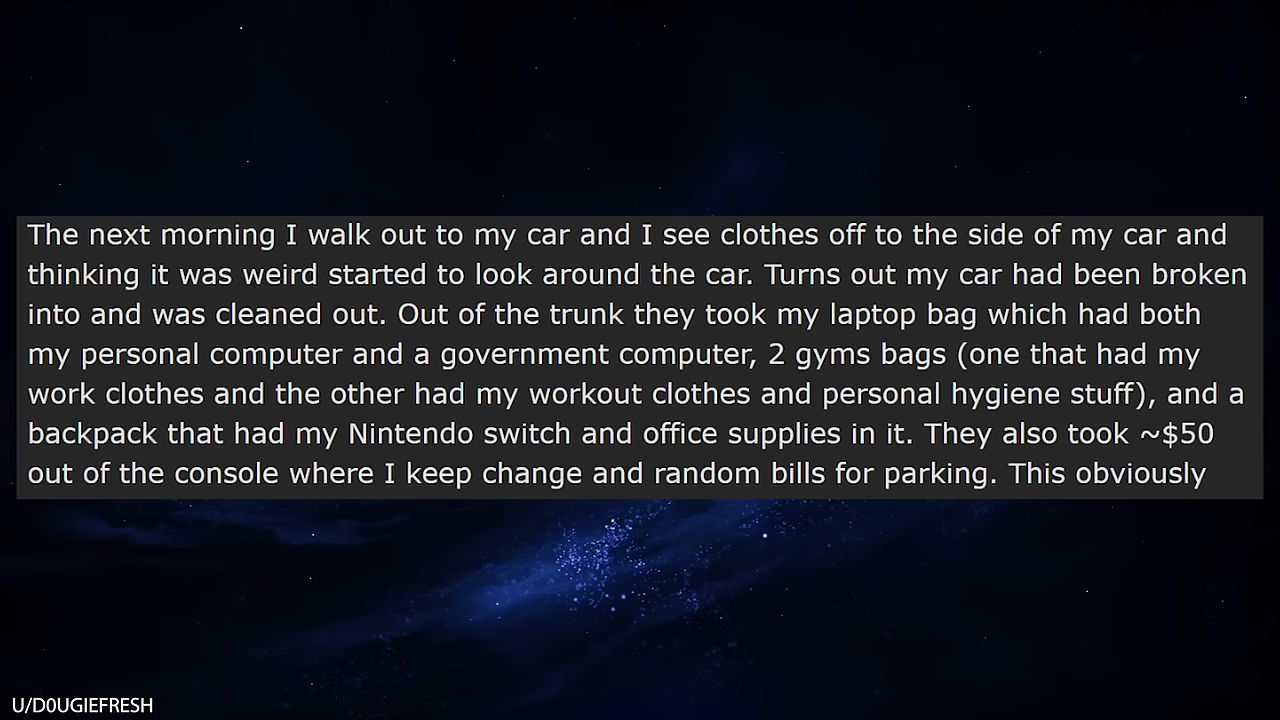 The next morning I walk out to my car and I see clothes off to the side of my car and
thinking it was weird started to look around the car. Turns out my car had been broken
into and was cleaned out. Out of the trunk they took my laptop bag which had both
my personal computer and a government computer, 2 gyms bags (one that had my
work clothes and the other had my workout clothes and personal hygiene stuff), and a
backpack that had my Nintendo switch and office supplies in it. They also took ~$50
out of the console where I keep change and random bills for parking. This obviously
U/D0UGIEFRESH